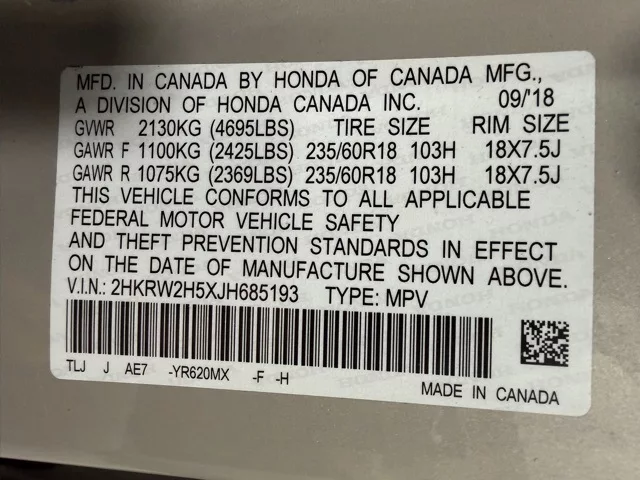 MFD. IN CANADA BY HONDA OF CANADA MFG.,
A DIVISION OF HONDA CANADA INC. 09/'18
GVWR 2130KG (4695LBS) TIRE SIZE RIM SIZE
GAWR F 1100KG (2425LBS) 235/60R18 103H 18X7.5J
GAWR R 1075KG (2369LBS) 235/60R18 103H 18X7.5J
THIS VEHICLE CONFORMS TO ALL APPLICABLE
FEDERAL MOTOR VEHICLE SAFETY
AND THEFT PREVENTION STANDARDS IN EFFECT
ON THE DATE OF MANUFACTURE SHOWN ABOVE.
V.I.N.: 2HKRW2H5XJH685193 TYPE: MPV
TLJ J AE7 -YR620MX -F -H
MADE IN CANADA